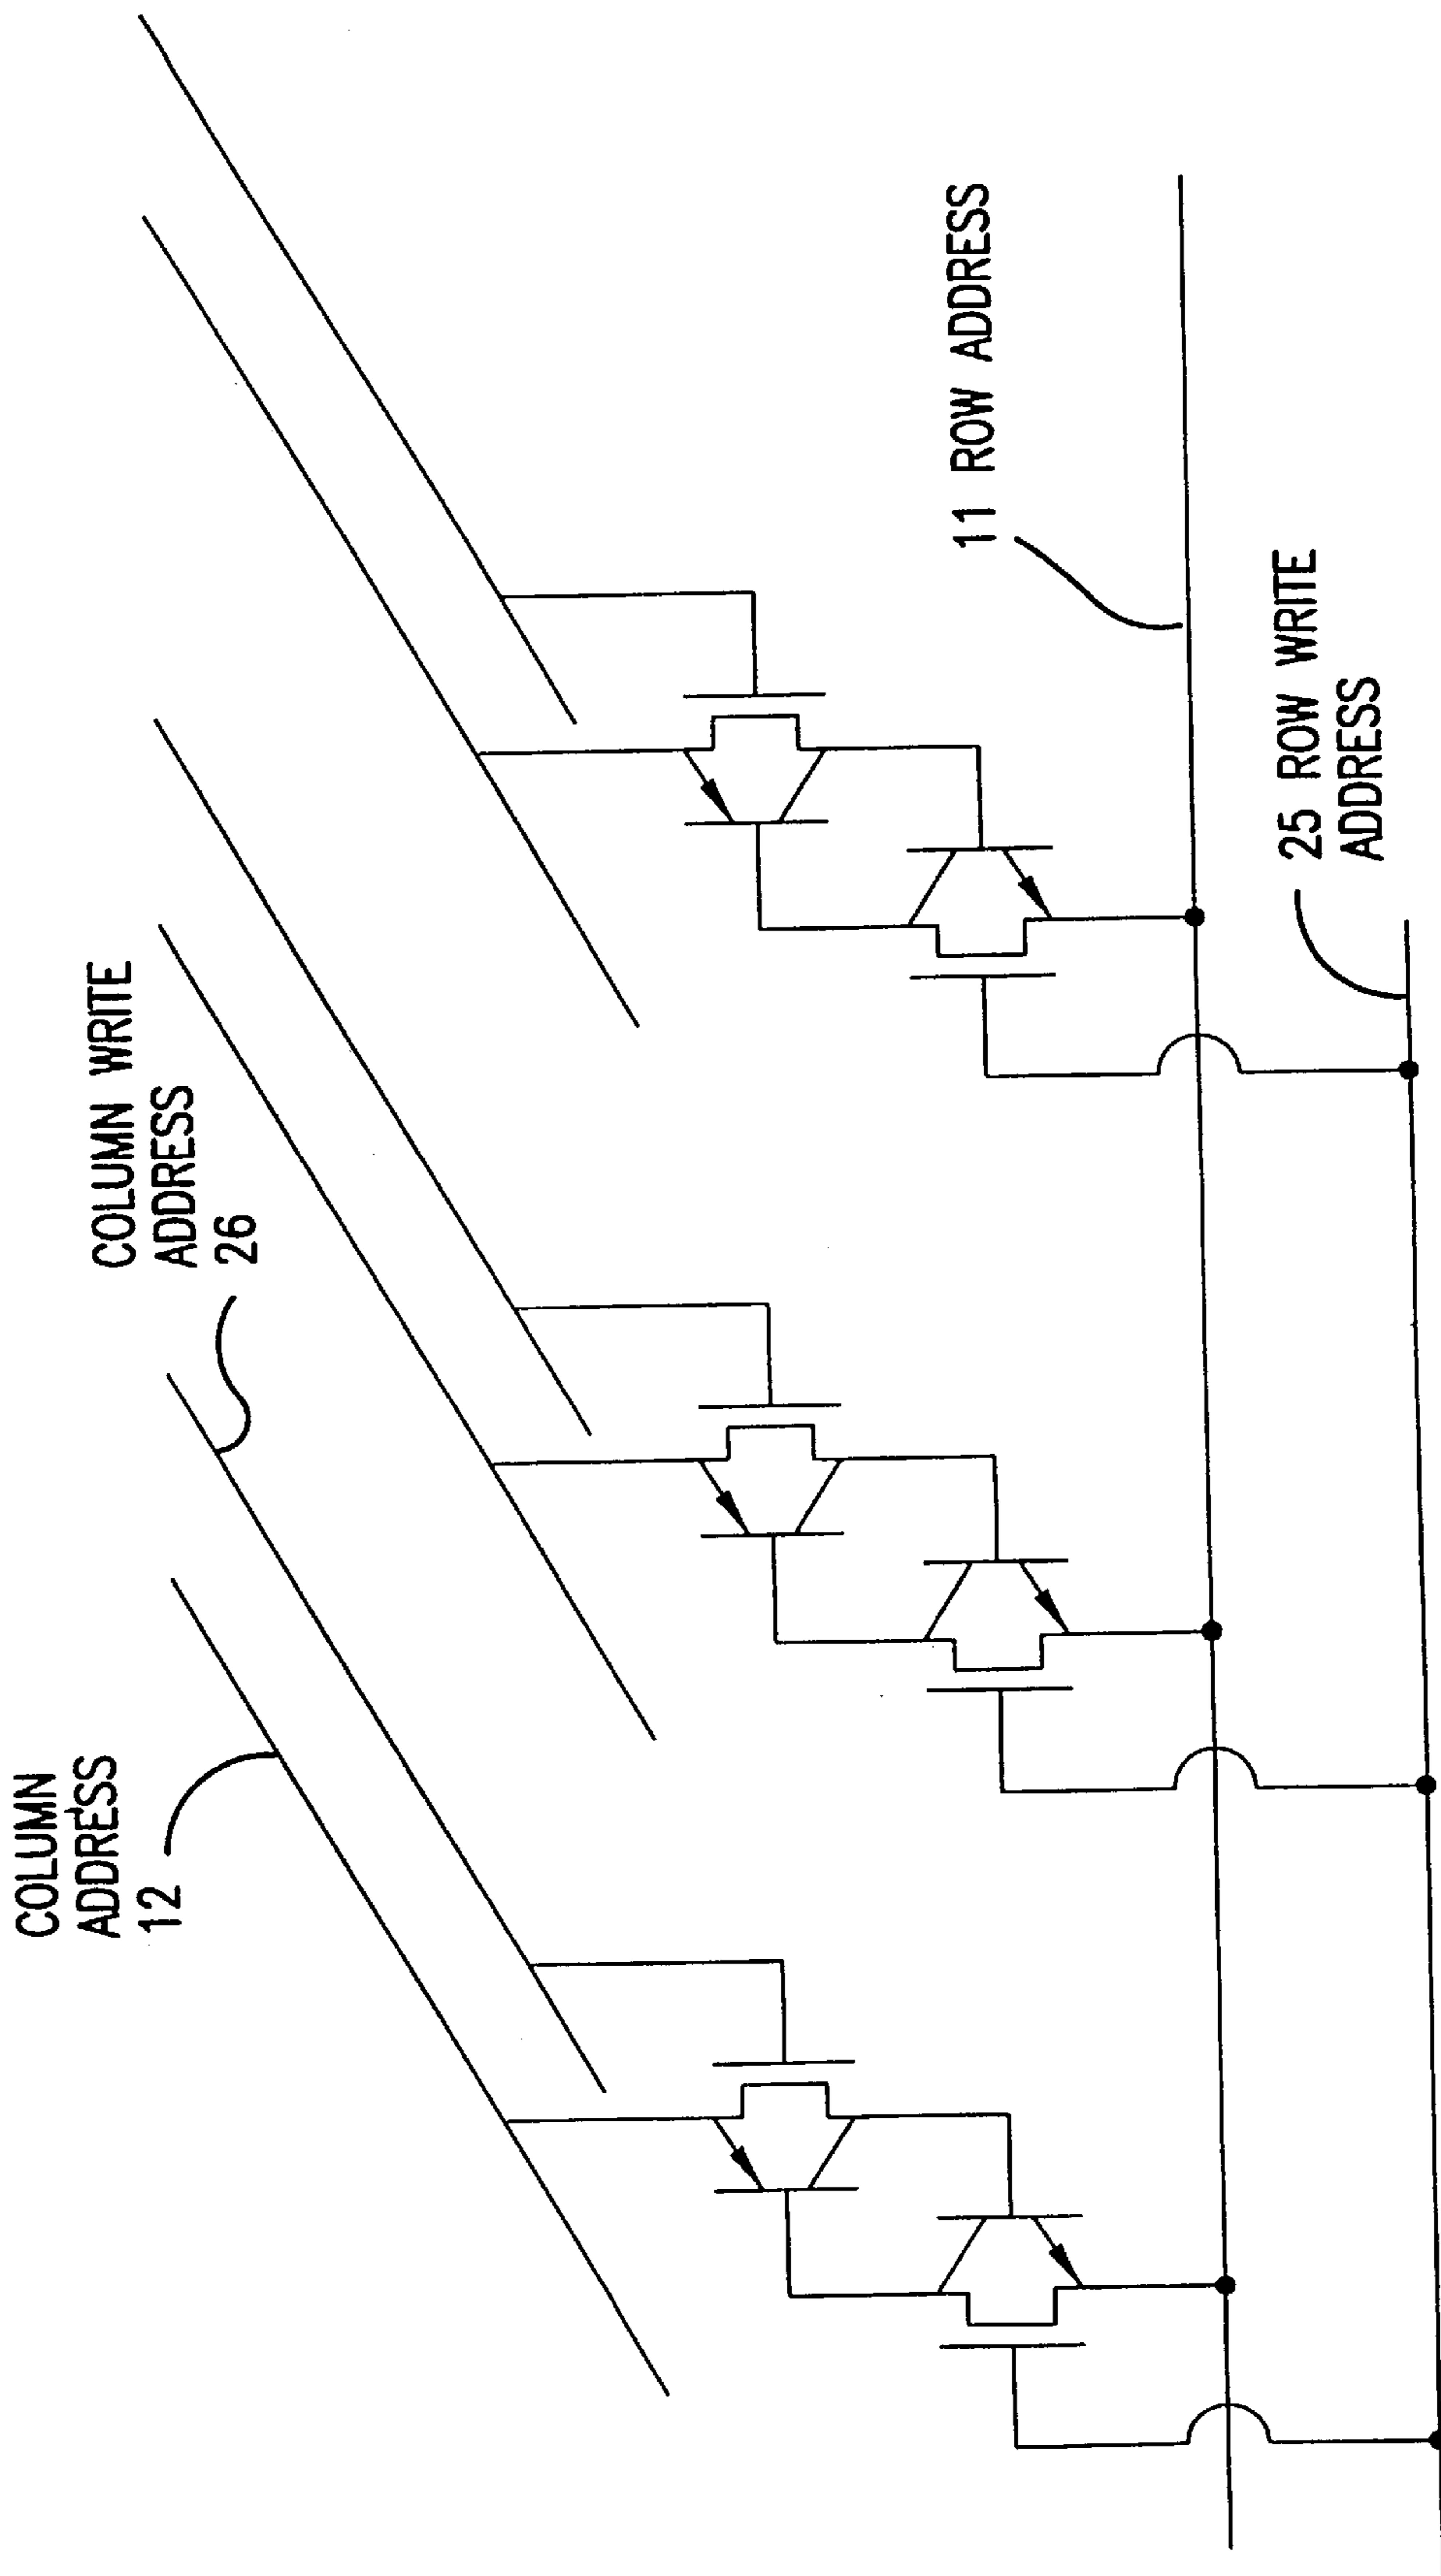 COLUMN
ADDRESS
12
COLUMN WRITE
ADDRESS
26
11 ROW ADDRESS
25 ROW WRITE
ADDRESS